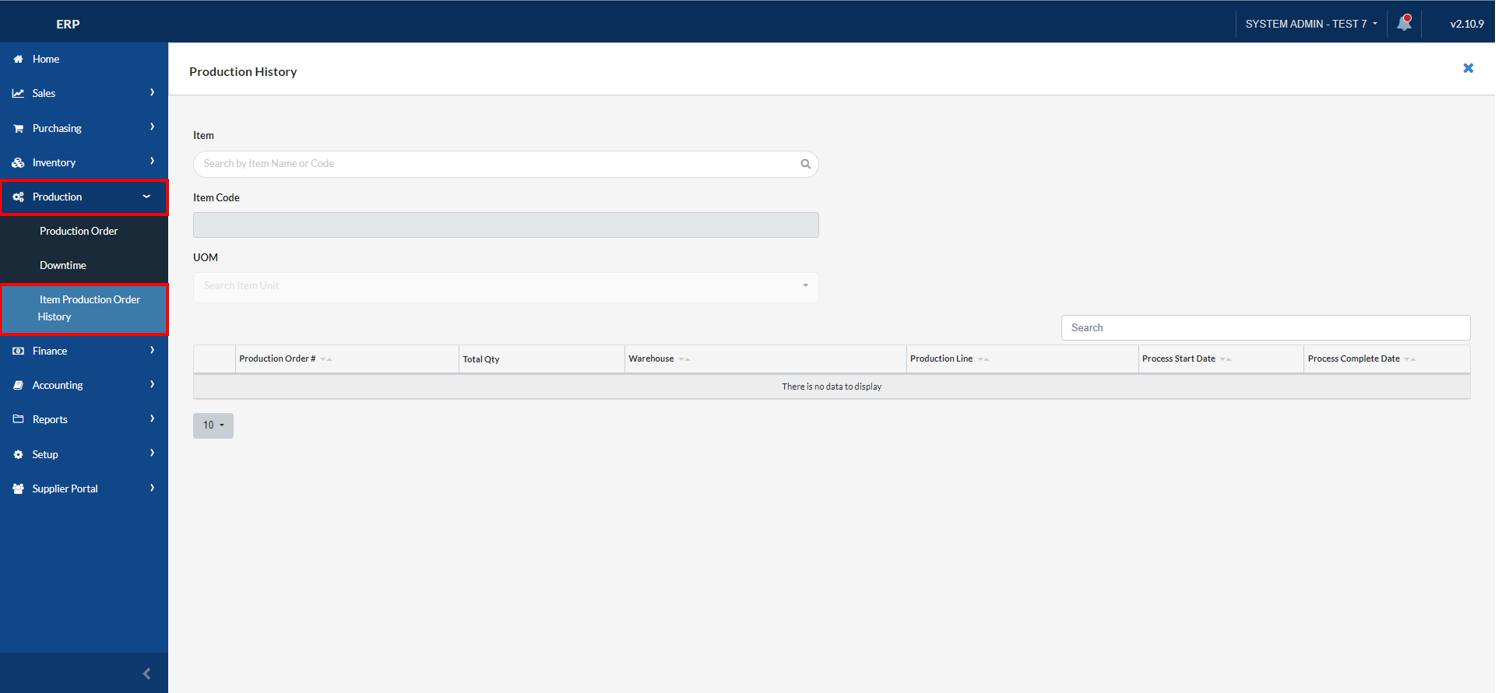 ERP
SYSTEM ADMIN - TEST 7
v2.10.9
Home
Sales
Purchasing
Inventory
Production
Production Order
Downtime
Item Production Order
History
Finance
Accounting
Reports
Setup
Supplier Portal
Production History
Item
Search by Item Name or Code
Item Code
UOM
Search Item Unit
Search
Production Order # Total Qty Warehouse Production Line Process Start Date Process Complete Date
There is no data to display
10